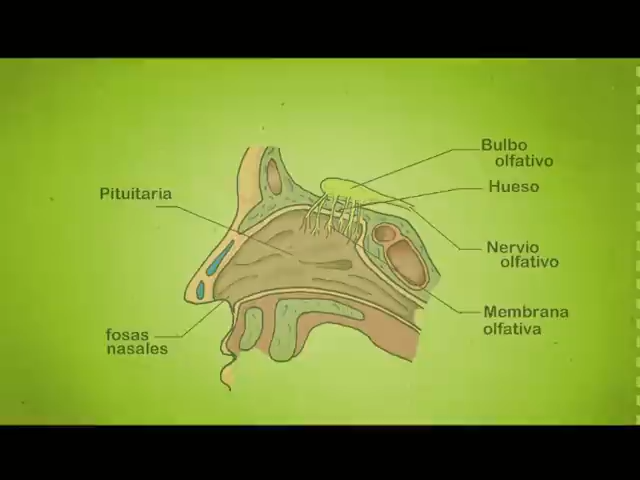 Bulbo
olfativo
Hueso
Pituitaria
Nervio
olfativo
Membrana
olfativa
fosas
nasales